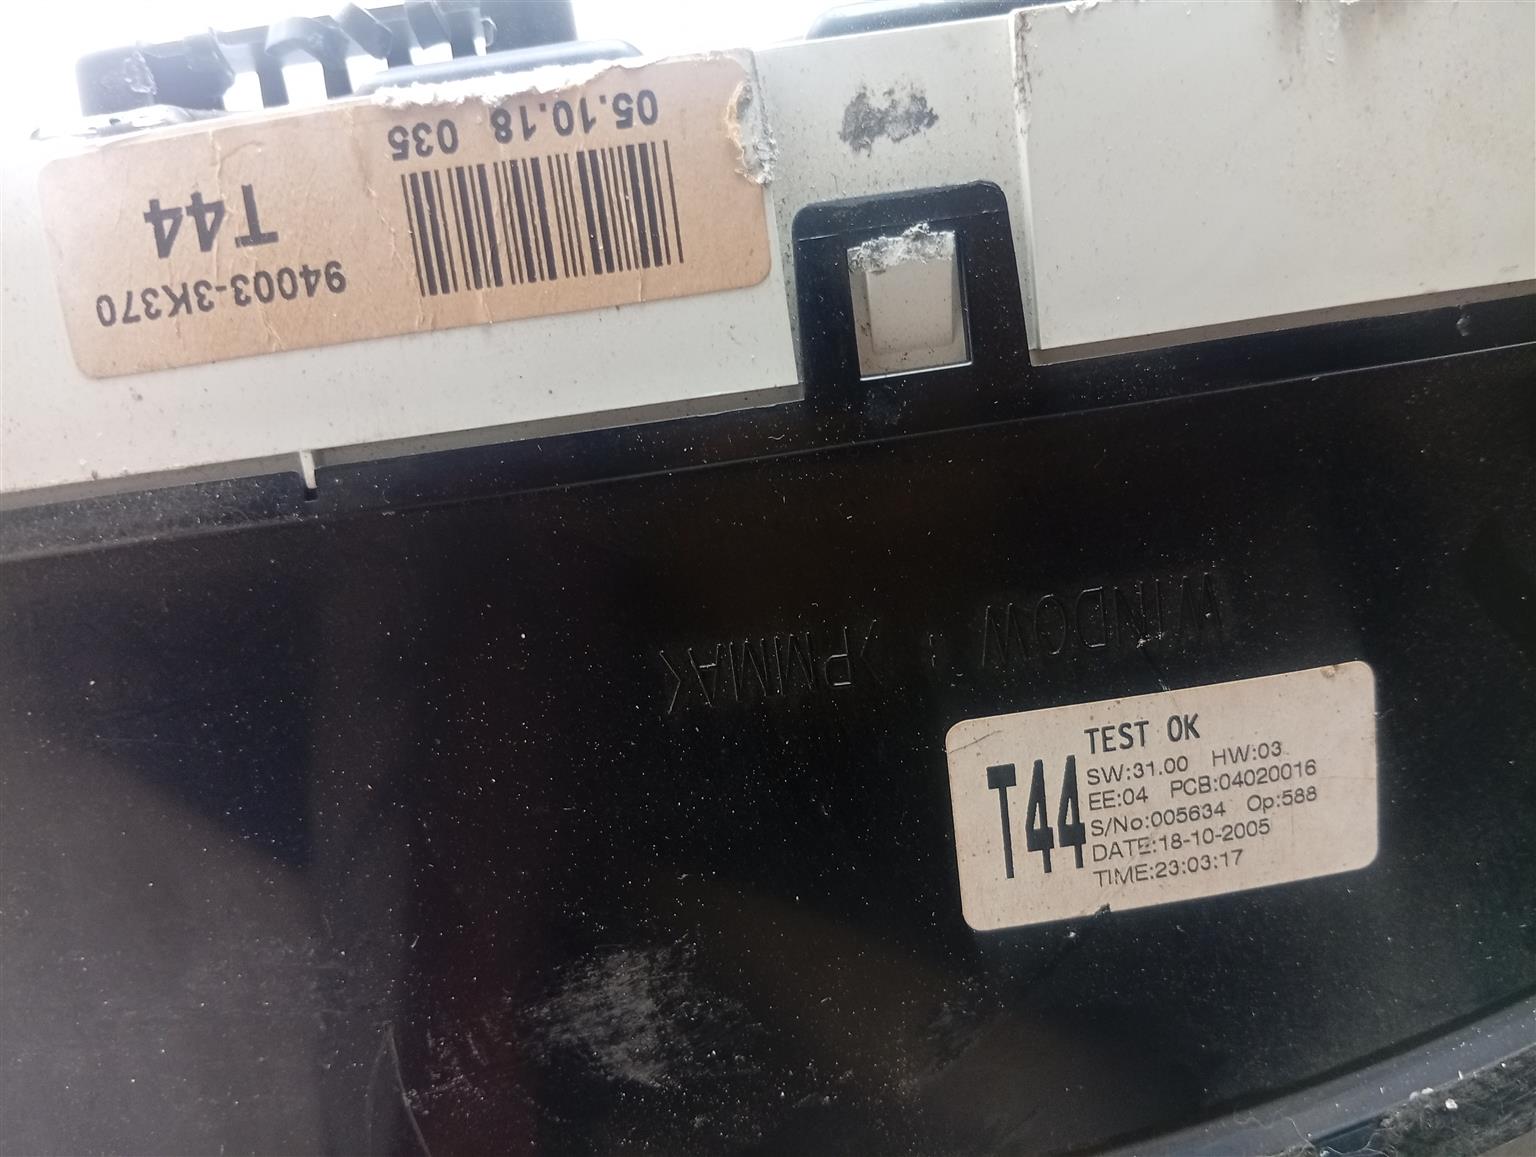 05.10.18 035
T44
94003-3K370
WINDOW : >PMMA<
T44
TEST OK
SW:31.00 HW:03
EE:04 PCB:04020016
S/No:005634 Op:588
DATE:18-10-2005
TIME:23:03:17